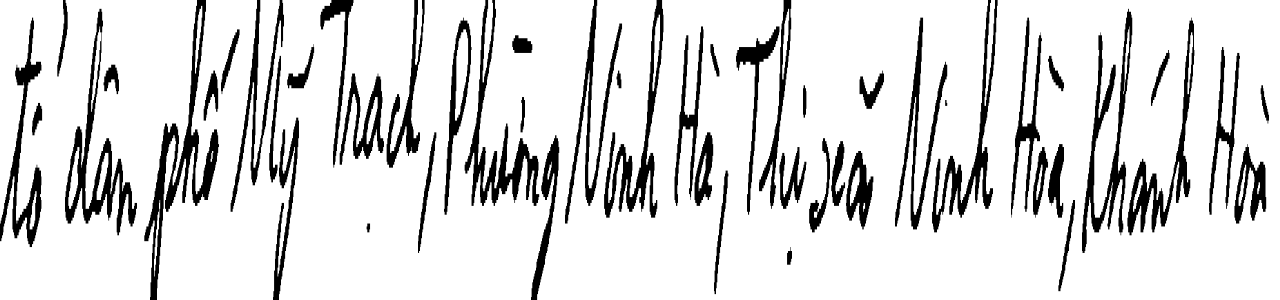 tổ dân phố Mỹ Trạch, Phường Ninh Hà, Thị xã Ninh Hòa, Khánh Hòa